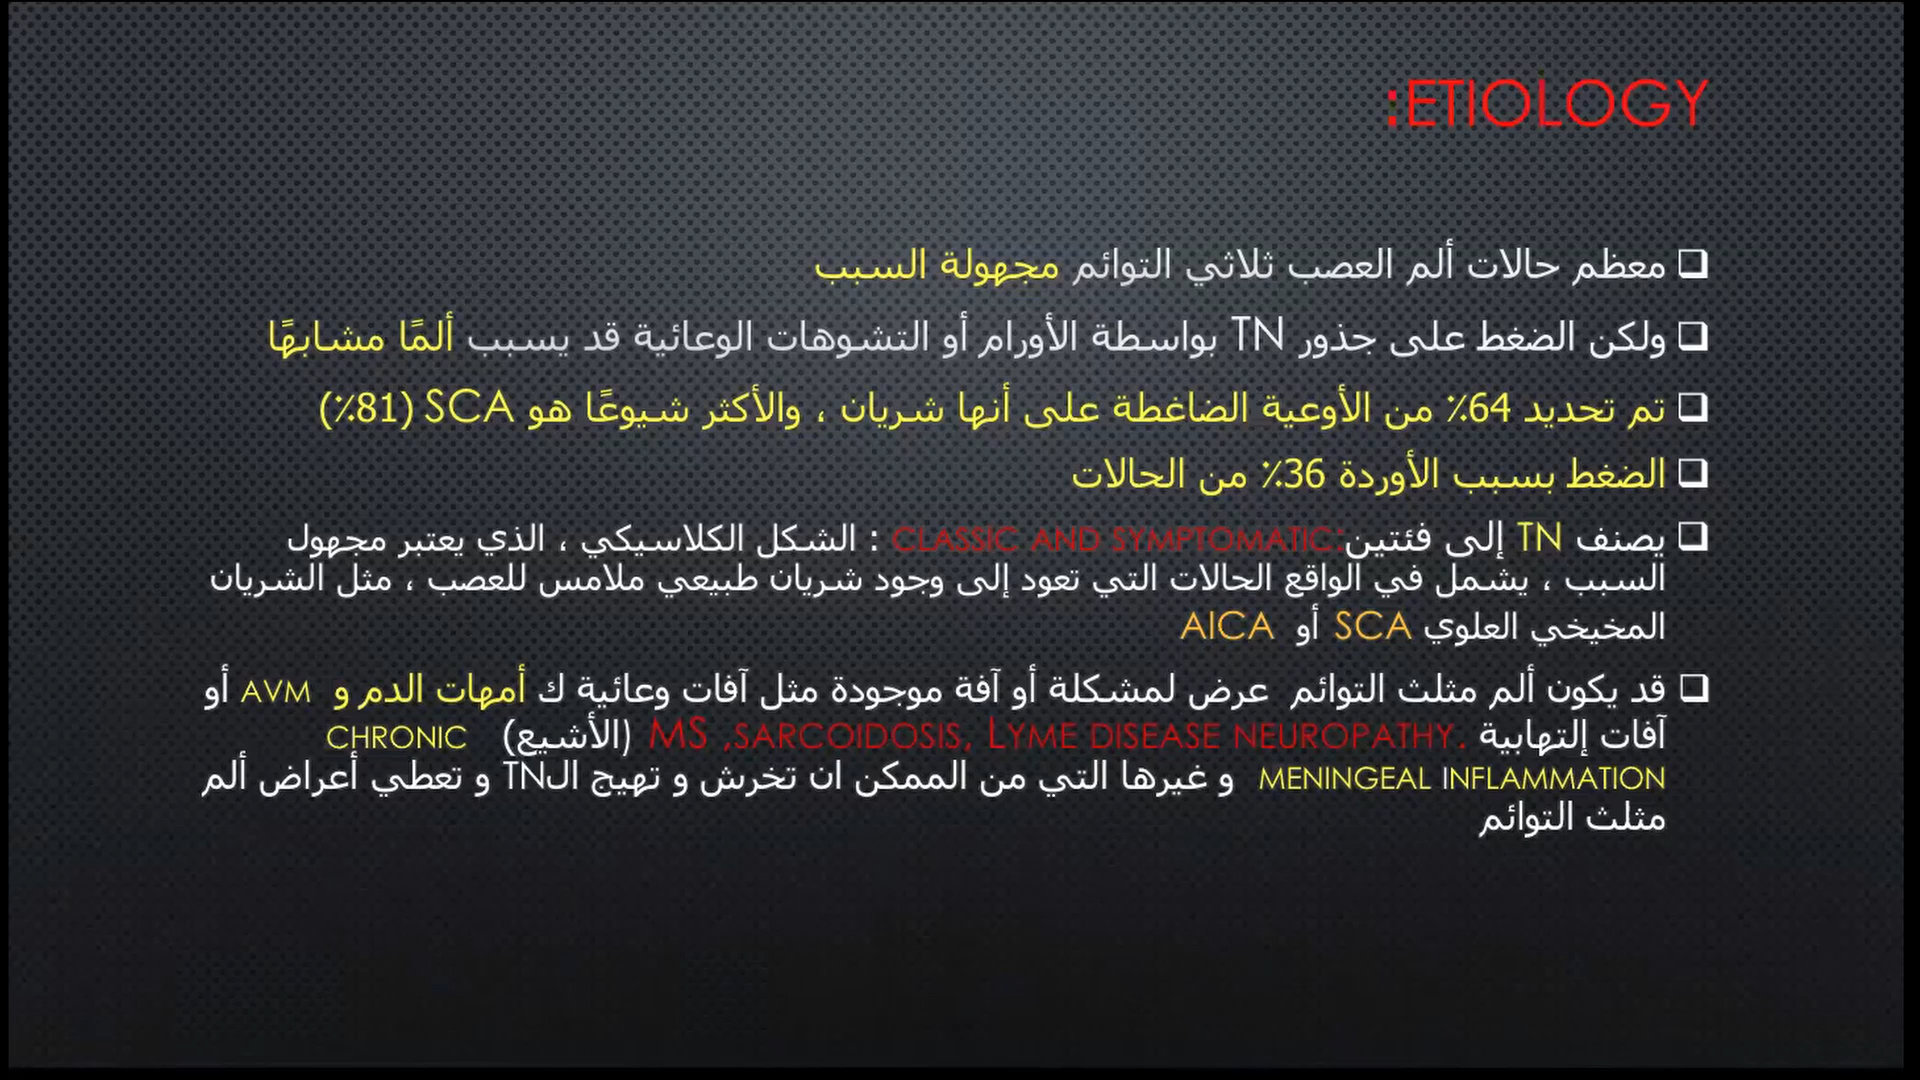 ETIOLOGY:
معظم حالات ألم العصب ثلاثي التوائم مجهولة السبب
ولكن الضغط على جذور TN بواسطة الأورام أو التشوهات الوعائية قد يسبب ألمًا مشابهًا
تم تحديد 64٪ من الأوعية الضاغطة على أنها شريان ، والأكثر شيوعًا هو SCA (81٪)
الضغط بسبب الأوردة 36٪ من الحالات
يصنف TN إلى فئتين:CLASSIC AND SYMPTOMATIC : الشكل الكلاسيكي ، الذي يعتبر مجهول
السبب ، يشمل في الواقع الحالات التي تعود إلى وجود شريان طبيعي ملامس للعصب ، مثل الشريان
المخيخي العلوي SCA أو AICA
قد يكون ألم مثلث التوائم عرض لمشكلة أو آفة موجودة مثل آفات وعائية ك أمهات الدم و AVM أو
آفات إلتهابية .MS ,SARCOIDOSIS, LYME DISEASE NEUROPATHY (الأشيع) CHRONIC
MENINGEAL INFLAMMATION و غيرها التي من الممكن ان تخرش و تهيج الTN و تعطي أعراض ألم
مثلث التوائم